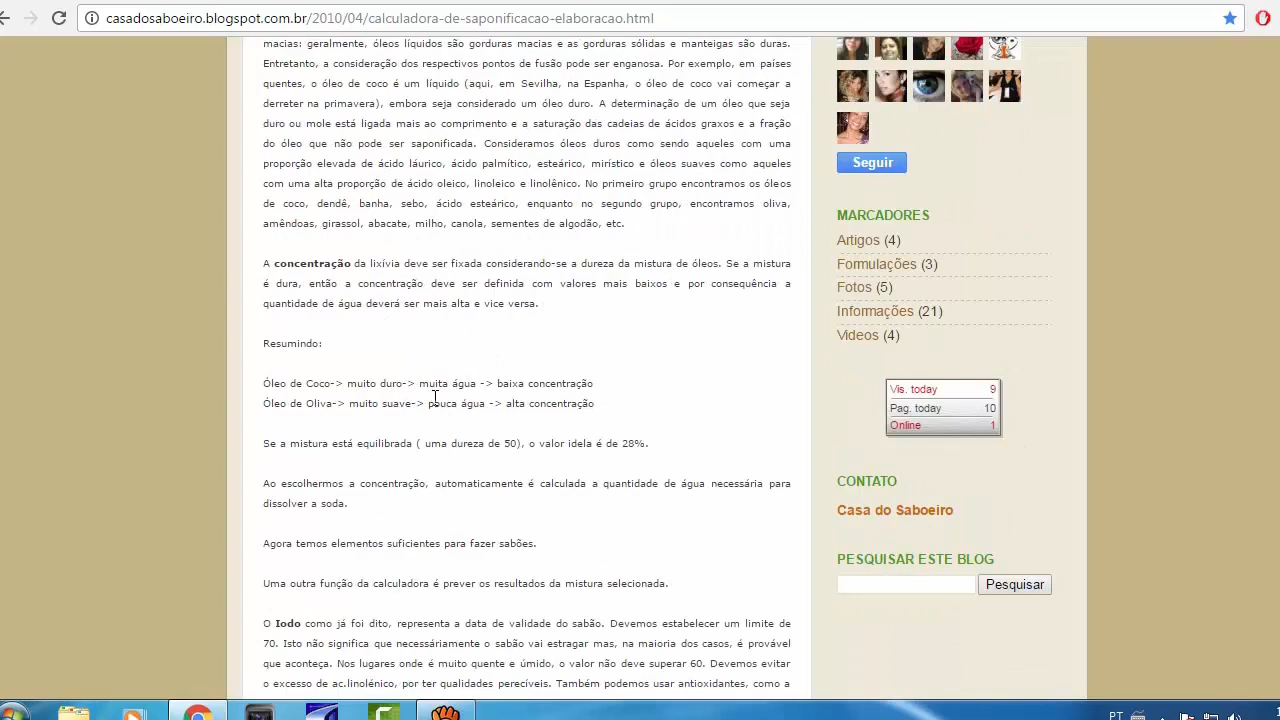 casadosaboeiro.blogspot.com.br/2010/04/calculadora-de-saponificacao-elaboracao.html
macias: geralmente, óleos líquidos são gorduras macias e as gorduras sólidas e manteigas são duras.
Entretanto, a consideração dos respectivos pontos de fusão pode ser enganosa. Por exemplo, em países
quentes, o óleo de coco é um líquido (aqui, em Sevilha, na Espanha, o óleo de coco vai começar a
derreter na primavera), embora seja considerado um óleo duro. A determinação de um óleo que seja
duro ou mole está ligada mais ao comprimento e a saturação das cadeias de ácidos graxos e a fração
do óleo que não pode ser saponificada. Consideramos óleos duros como sendo aqueles com uma
proporção elevada de ácido láurico, ácido palmítico, esteárico, mirístico e óleos suaves como aqueles
com uma alta proporção de ácido oleico, linoleico e linolênico. No primeiro grupo encontramos os óleos
de coco, dendê, banha, sebo, ácido esteárico, enquanto no segundo grupo, encontramos oliva,
amêndoas, girassol, abacate, milho, canola, sementes de algodão, etc.
A concentração da lixívia deve ser fixada considerando-se a dureza da mistura de óleos. Se a mistura
é dura, então a concentração deve ser definida com valores mais baixos e por consequência a
quantidade de água deverá ser mais alta e vice versa.
Resumindo:
Óleo de Coco-> muito duro-> muita água -> baixa concentração
Óleo de Oliva-> muito suave-> pouca água -> alta concentração
Se a mistura está equilibrada ( uma dureza de 50), o valor idela é de 28%.
Ao escolhermos a concentração, automaticamente é calculada a quantidade de água necessária para
dissolver a soda.
Agora temos elementos suficientes para fazer sabões.
Uma outra função da calculadora é prever os resultados da mistura selecionada.
O Iodo como já foi dito, representa a data de validade do sabão. Devemos estabelecer um limite de
70. Isto não significa que necessáriamente o sabão vai estragar mas, na maioria dos casos, é provável
que aconteça. Nos lugares onde é muito quente e úmido, o valor não deve superar 60. Devemos evitar
o excesso de ac.linolénico, por ter qualidades perecíveis. Também podemos usar antioxidantes, como a
Seguir
MARCADORES
Artigos (4)
Formulações (3)
Fotos (5)
Informações (21)
Videos (4)
Vis. today 9
Pag. today 10
Online 1
CONTATO
Casa do Saboeiro
PESQUISAR ESTE BLOG
Pesquisar
PT